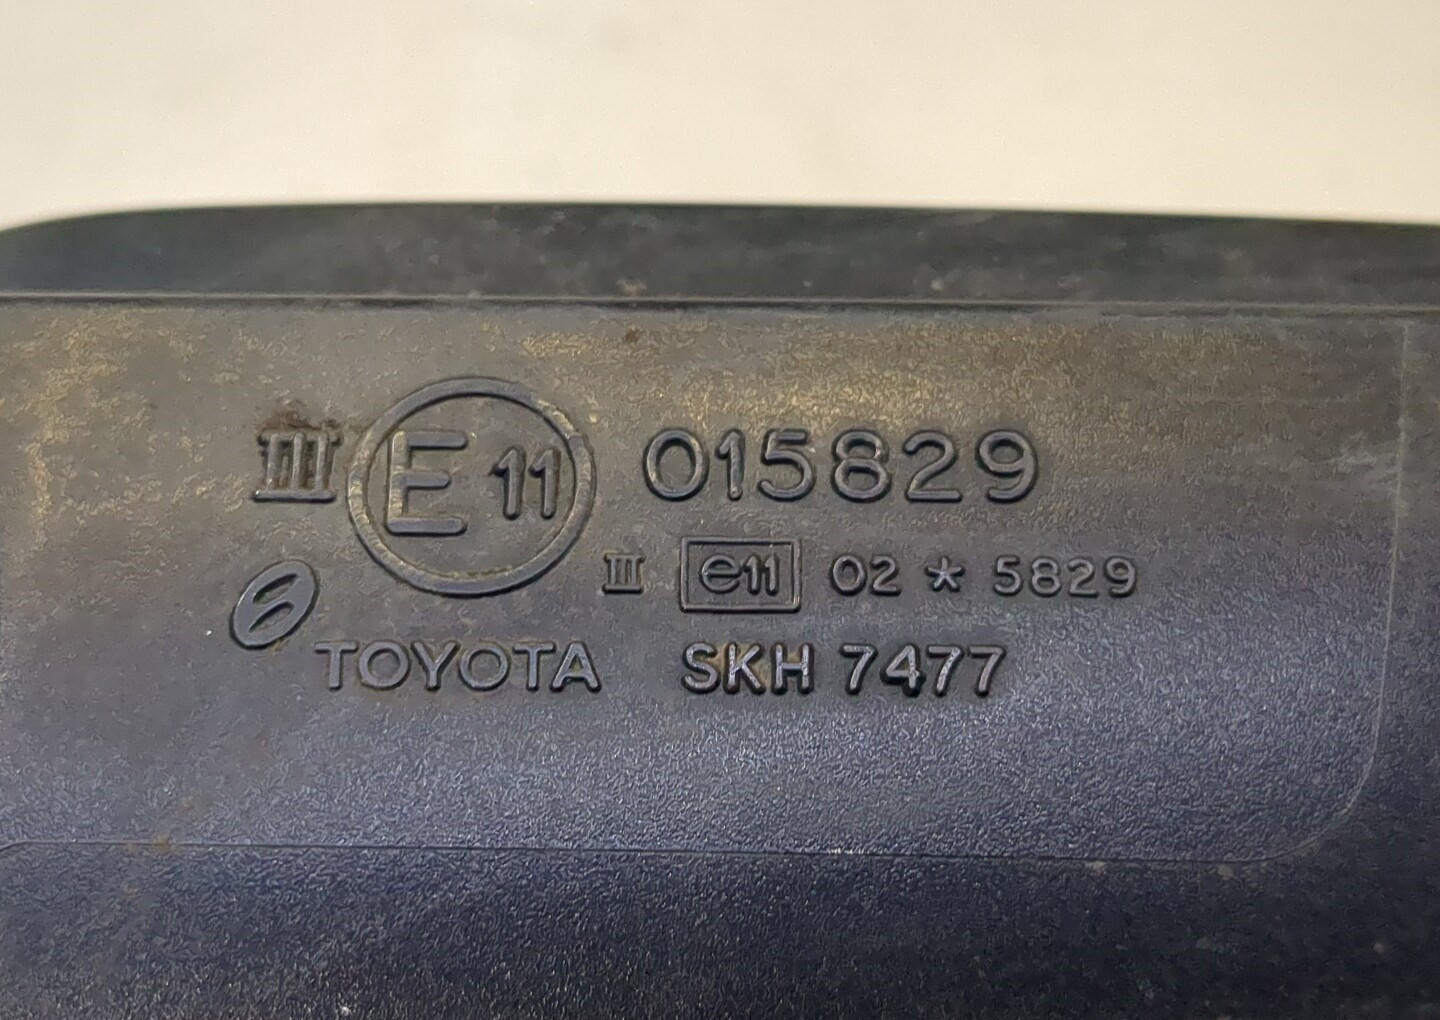 III E 11 015829
III e11 02 * 5829
TOYOTA SKH 7477